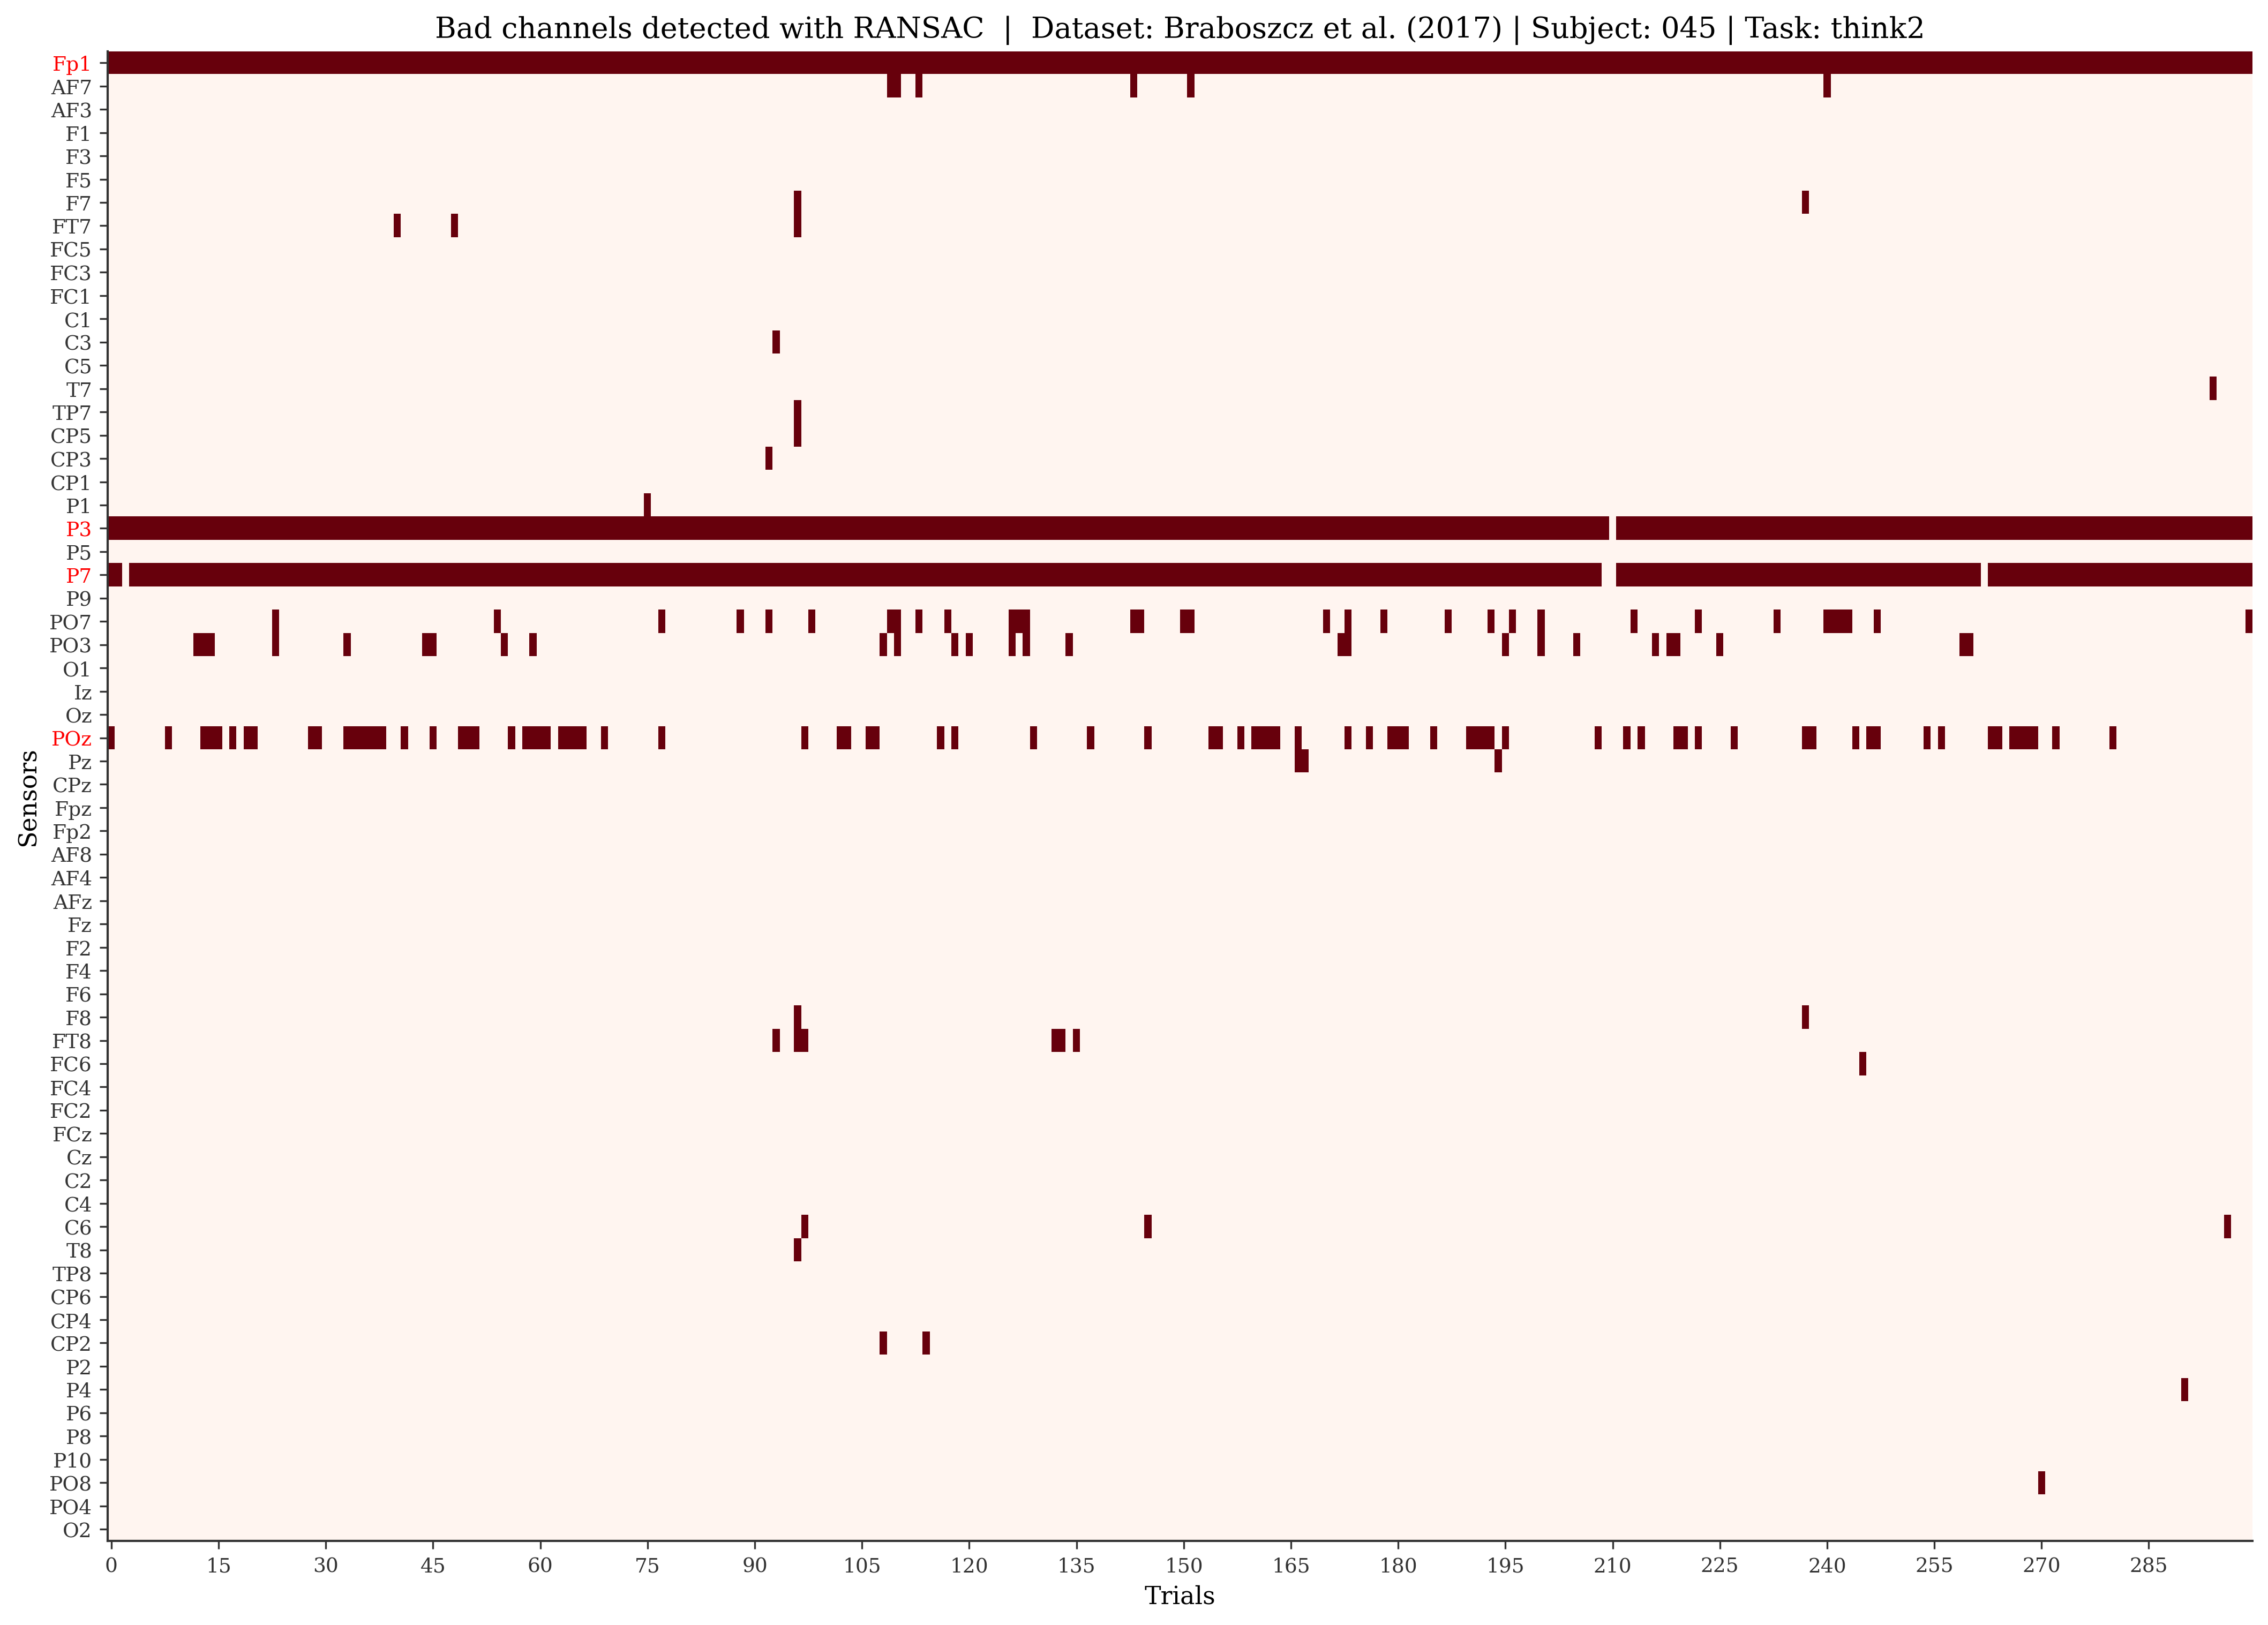 Bad channels detected with RANSAC | Dataset: Braboszcz et al. (2017) | Subject: 045 | Task: think2
Fp1
AF7
AF3
F1
F3
F5
F7
FT7
FC5
FC3
FC1
C1
C3
C5
T7
TP7
CP5
CP3
CP1
P1
P3
P5
P7
P9
PO7
PO3
O1
Iz
Oz
POz
Pz
CPz
Fpz
Fp2
AF8
AF4
AFz
Fz
F2
F4
F6
F8
FT8
FC6
FC4
FC2
FCz
Cz
C2
C4
C6
T8
TP8
CP6
CP4
CP2
P2
P4
P6
P8
P10
PO8
PO4
O2
Sensors
0 15 30 45 60 75 90 105 120 135 150 165 180 195 210 225 240 255 270 285
Trials